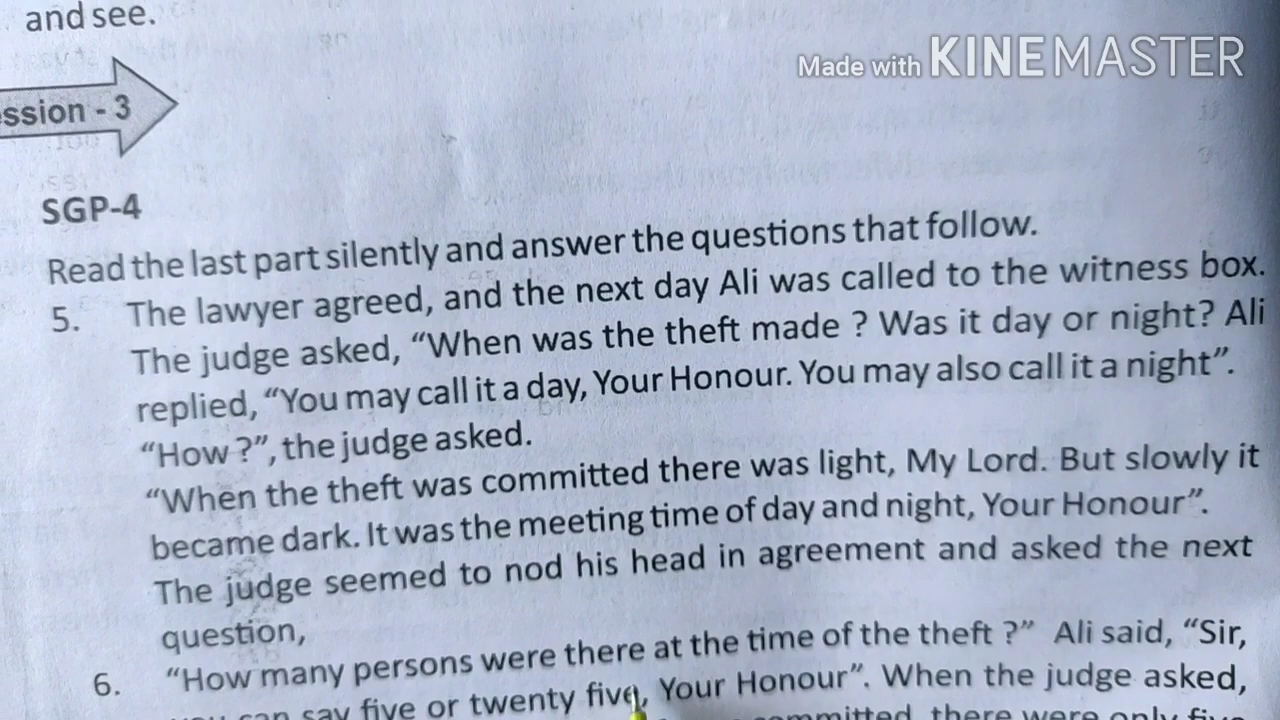 and see.
Made with KINEMASTER
ssion - 3
SGP-4
Read the last part silently and answer the questions that follow.
5. The lawyer agreed, and the next day Ali was called to the witness box.
The judge asked, “When was the theft made ? Was it day or night? Ali
replied, “You may call it a day, Your Honour. You may also call it a night”.
“How ?”, the judge asked.
“When the theft was committed there was light, My Lord. But slowly it
became dark. It was the meeting time of day and night, Your Honour”.
The judge seemed to nod his head in agreement and asked the next
question,
6. “How many persons were there at the time of the theft ?” Ali said, “Sir,
can say five or twenty five, Your Honour”. When the judge asked,
committed, there were only